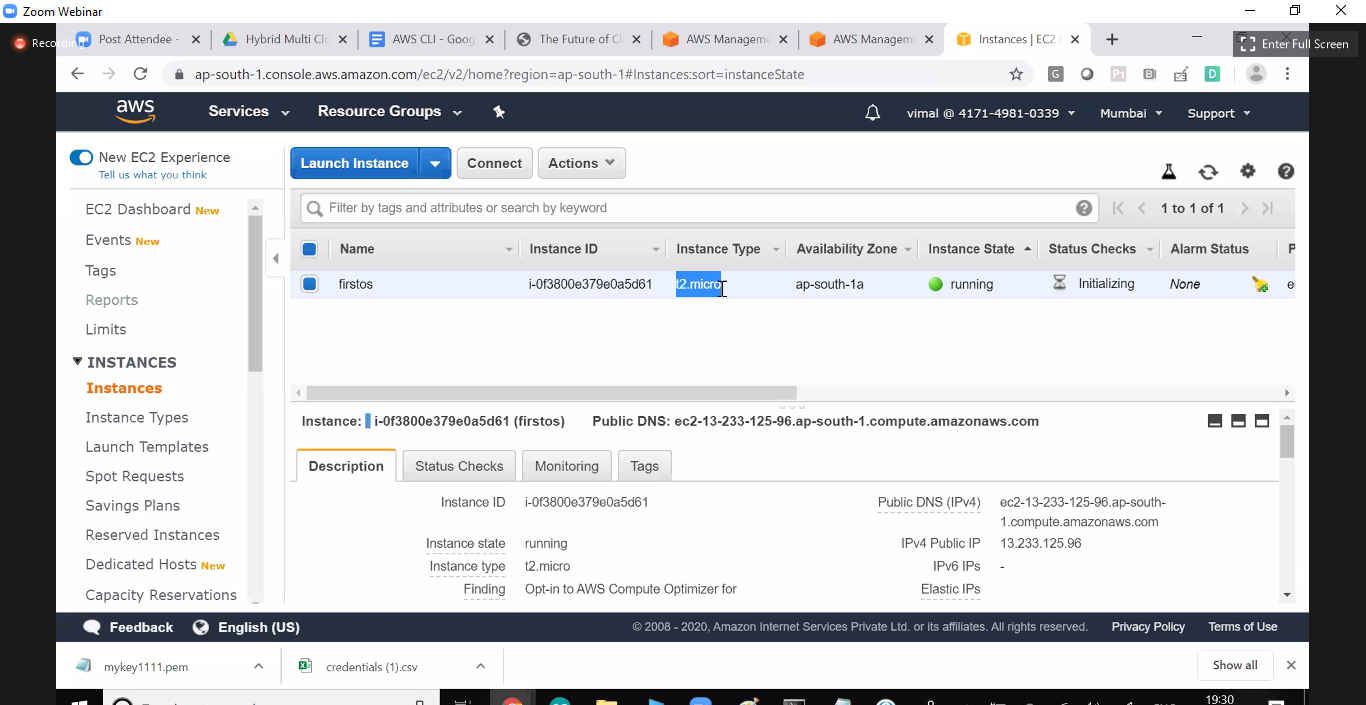 Zoom Webinar
Recording
Post Attendee -
Hybrid Multi Clo
AWS CLI - Goog
The Future of Cl
AWS Managem
AWS Managem
Instances | EC2
Enter Full Screen
ap-south-1.console.aws.amazon.com/ec2/v2/home?region=ap-south-1#Instances:sort=instanceState
aws
Services
Resource Groups
vimal @ 4171-4981-0339
Mumbai
Support
New EC2 Experience
Tell us what you think
Launch Instance
Connect
Actions
EC2 Dashboard New
Events New
Tags
Reports
Limits
INSTANCES
Instances
Instance Types
Launch Templates
Spot Requests
Savings Plans
Reserved Instances
Dedicated Hosts New
Capacity Reservations
Filter by tags and attributes or search by keyword
1 to 1 of 1
Name Instance ID Instance Type Availability Zone Instance State Status Checks Alarm Status P
firstos i-0f3800e379e0a5d61 t2.micro ap-south-1a running Initializing None e
Instance: i-0f3800e379e0a5d61 (firstos) Public DNS: ec2-13-233-125-96.ap-south-1.compute.amazonaws.com
Description Status Checks Monitoring Tags
Instance ID i-0f3800e379e0a5d61 Public DNS (IPv4) ec2-13-233-125-96.ap-south-
1.compute.amazonaws.com
Instance state running IPv4 Public IP 13.233.125.96
Instance type t2.micro IPv6 IPs -
Finding Opt-in to AWS Compute Optimizer for Elastic IPs
Feedback English (US)
© 2008 - 2020, Amazon Internet Services Private Ltd. or its affiliates. All rights reserved. Privacy Policy Terms of Use
mykey1111.pem
credentials (1).csv
Show all
19:30